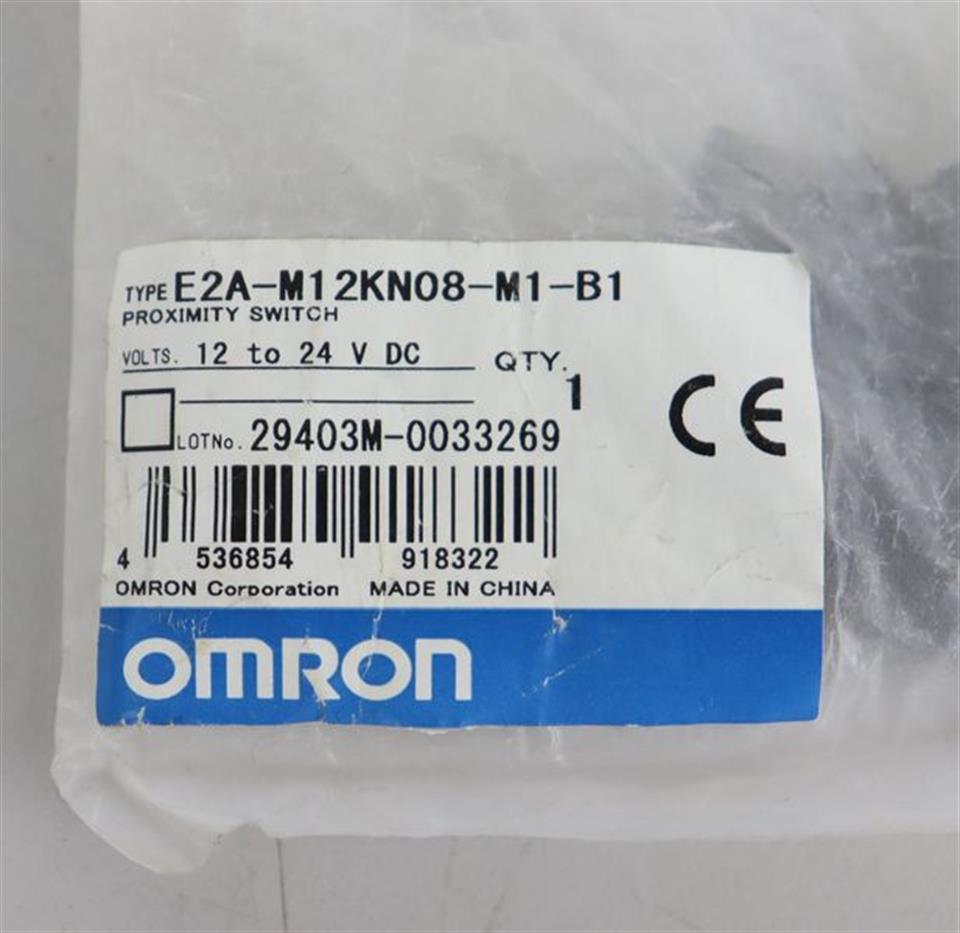 TYPE E2A-M12KN08-M1-B1
PROXIMITY SWITCH
VOLTS. 12 to 24 V DC QTY. 1
CE
LOTNo. 29403M-0033269
4 536854 918322
OMRON Corporation MADE IN CHINA
OMRON